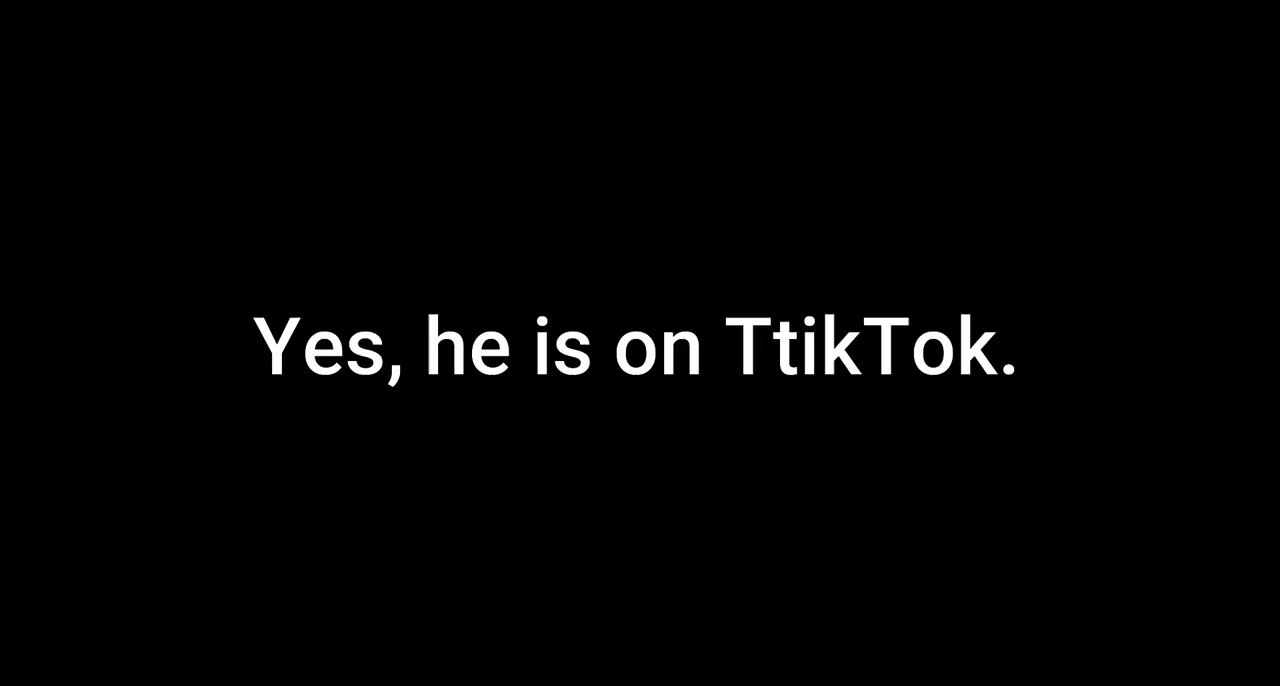 Yes, he is on TtikTok.